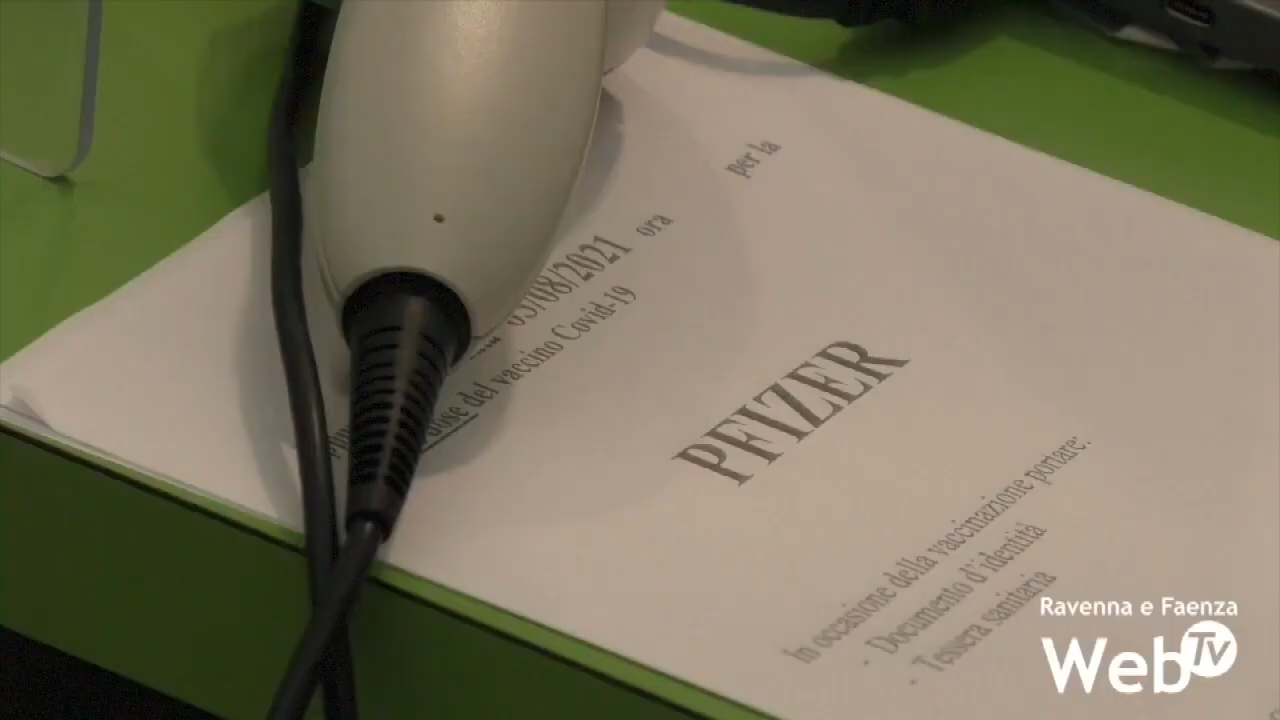 per la
/08/2021 ora
dose del vaccino Covid-19
PFIZER
In occasione della vaccinazione portare:
- Documento d'identità
- Tessera sanitaria
Ravenna e Faenza
WebTv